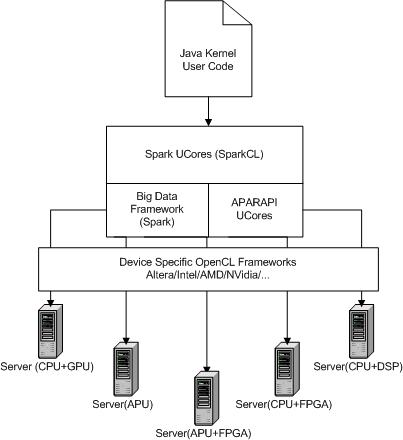 Java Kernel
User Code
Spark UCores (SparkCL)
Big Data
Framework
(Spark)
APARAPI
UCores
Device Specific OpenCL Frameworks
Altera/Intel/AMD/NVidia/...
Server (CPU+GPU)
Server(CPU+DSP)
Server(APU)
Server(CPU+FPGA)
Server(APU+FPGA)